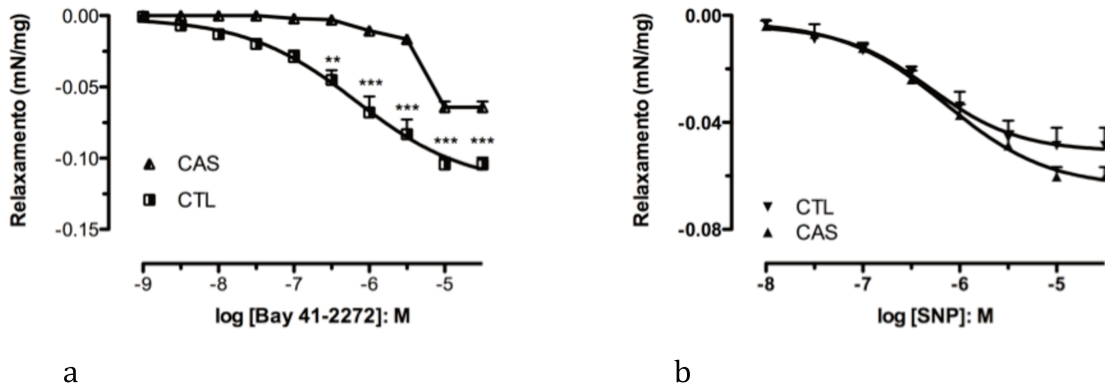 0.00
-0.05
-0.10
-0.15
Relaxamento (mN/mg)
**
***
***
***
***
CAS
CTL
-9
-8
-7
-6
-5
log [Bay 41-2272]: M
a
0.00
-0.04
-0.08
Relaxamento (mN/mg)
CTL
CAS
-8
-7
-6
-5
log [SNP]: M
b